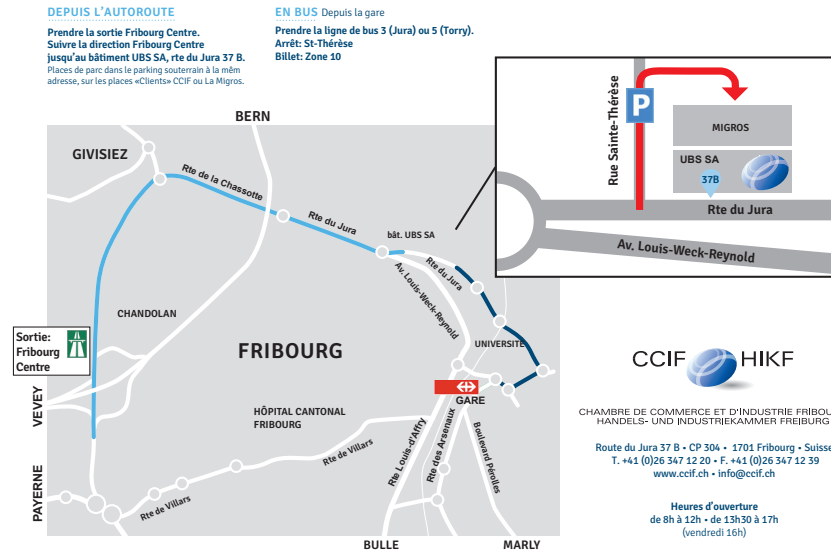 DEPUIS L'AUTOROUTE
Prendre la sortie Fribourg Centre.
Suivre la direction Fribourg Centre
jusqu'au bâtiment UBS SA, rte du Jura 37 B.
Places de parc dans le parking souterrain à la mêm
adresse, sur les places «Clients» CCIF ou La Migros.
EN BUS Depuis la gare
Prendre la ligne de bus 3 (Jura) ou 5 (Torry).
Arrêt: St-Thérèse
Billet: Zone 10
Rue Sainte-Thérèse
P
MIGROS
UBS SA
37B
Rte du Jura
Av. Louis-Weck-Reynold
BERN
GIVISIEZ
Rte de la Chassotte
Rte du Jura
bât. UBS SA
Rte du Jura
Av. Louis-Weck-Reynold
CHANDOLAN
UNIVERSITÉ
Sortie:
Fribourg
Centre
FRIBOURG
GARE
VEVEY
HÔPITAL CANTONAL
FRIBOURG
Rte de Villars
Rte Louis-d'Affry
Rte des Arsenaux
Boulevard Pérolles
PAYERNE
Rte de Villars
BULLE
MARLY
CCIF HIKF
CHAMBRE DE COMMERCE ET D'INDUSTRIE FRIBOU
HANDELS- UND INDUSTRIEKAMMER FREIBURG
Route du Jura 37 B • CP 304 • 1701 Fribourg • Suisse
T. +41 (0)26 347 12 20 • F. +41 (0)26 347 12 39
www.ccif.ch • info@ccif.ch
Heures d'ouverture
de 8h à 12h • de 13h30 à 17h
(vendredi 16h)